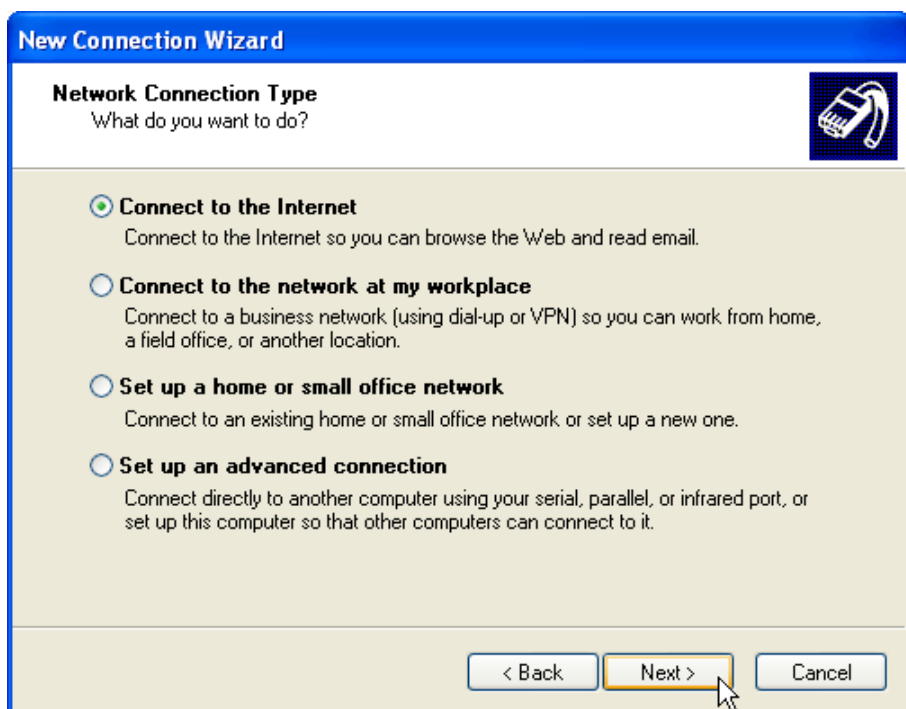 New Connection Wizard
Network Connection Type
What do you want to do?
Connect to the Internet
Connect to the Internet so you can browse the Web and read email.
Connect to the network at my workplace
Connect to a business network (using dial-up or VPN) so you can work from home,
a field office, or another location.
Set up a home or small office network
Connect to an existing home or small office network or set up a new one.
Set up an advanced connection
Connect directly to another computer using your serial, parallel, or infrared port, or
set up this computer so that other computers can connect to it.
< Back Next > Cancel